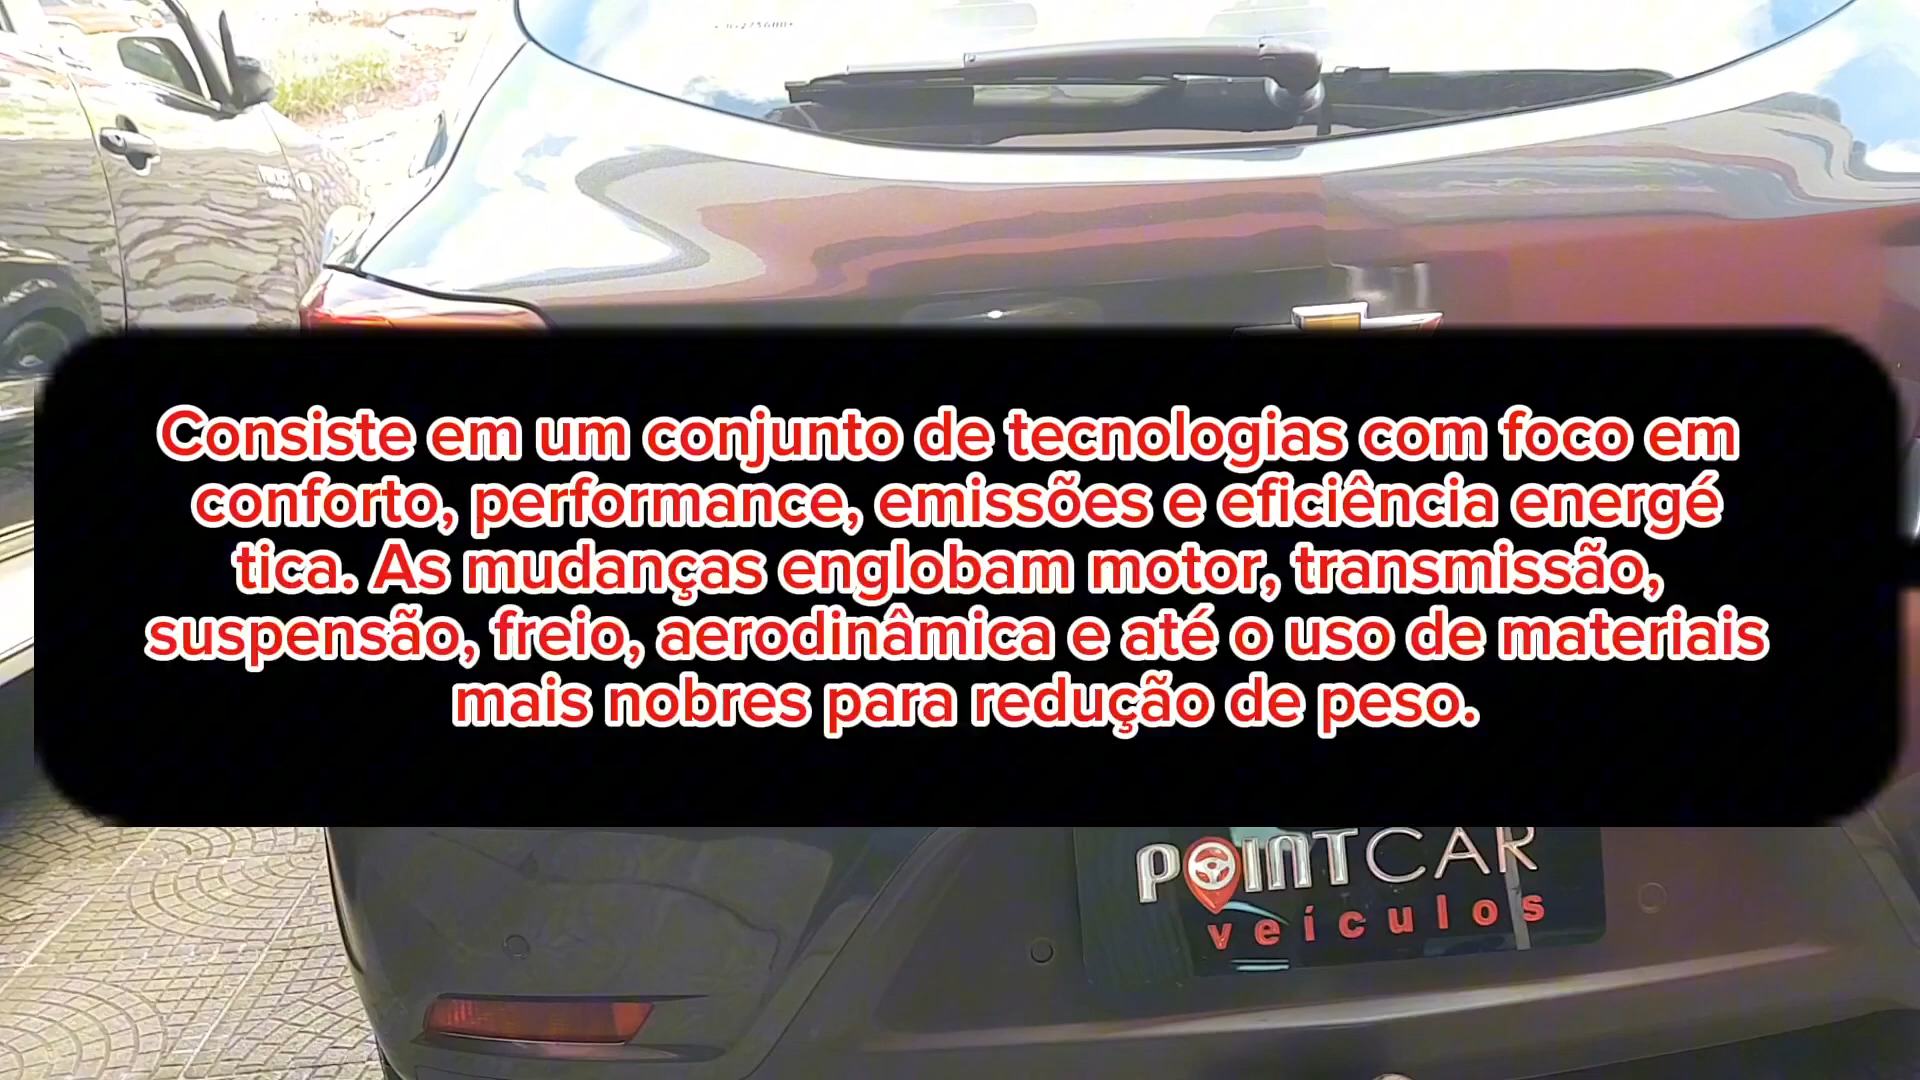 Consiste em um conjunto de tecnologias com foco em
conforto, performance, emissões e eficiência energé
tica. As mudanças englobam motor, transmissão,
suspensão, freio, aerodinâmica e até o uso de materiais
mais nobres para redução de peso.
POINTCAR
veículos